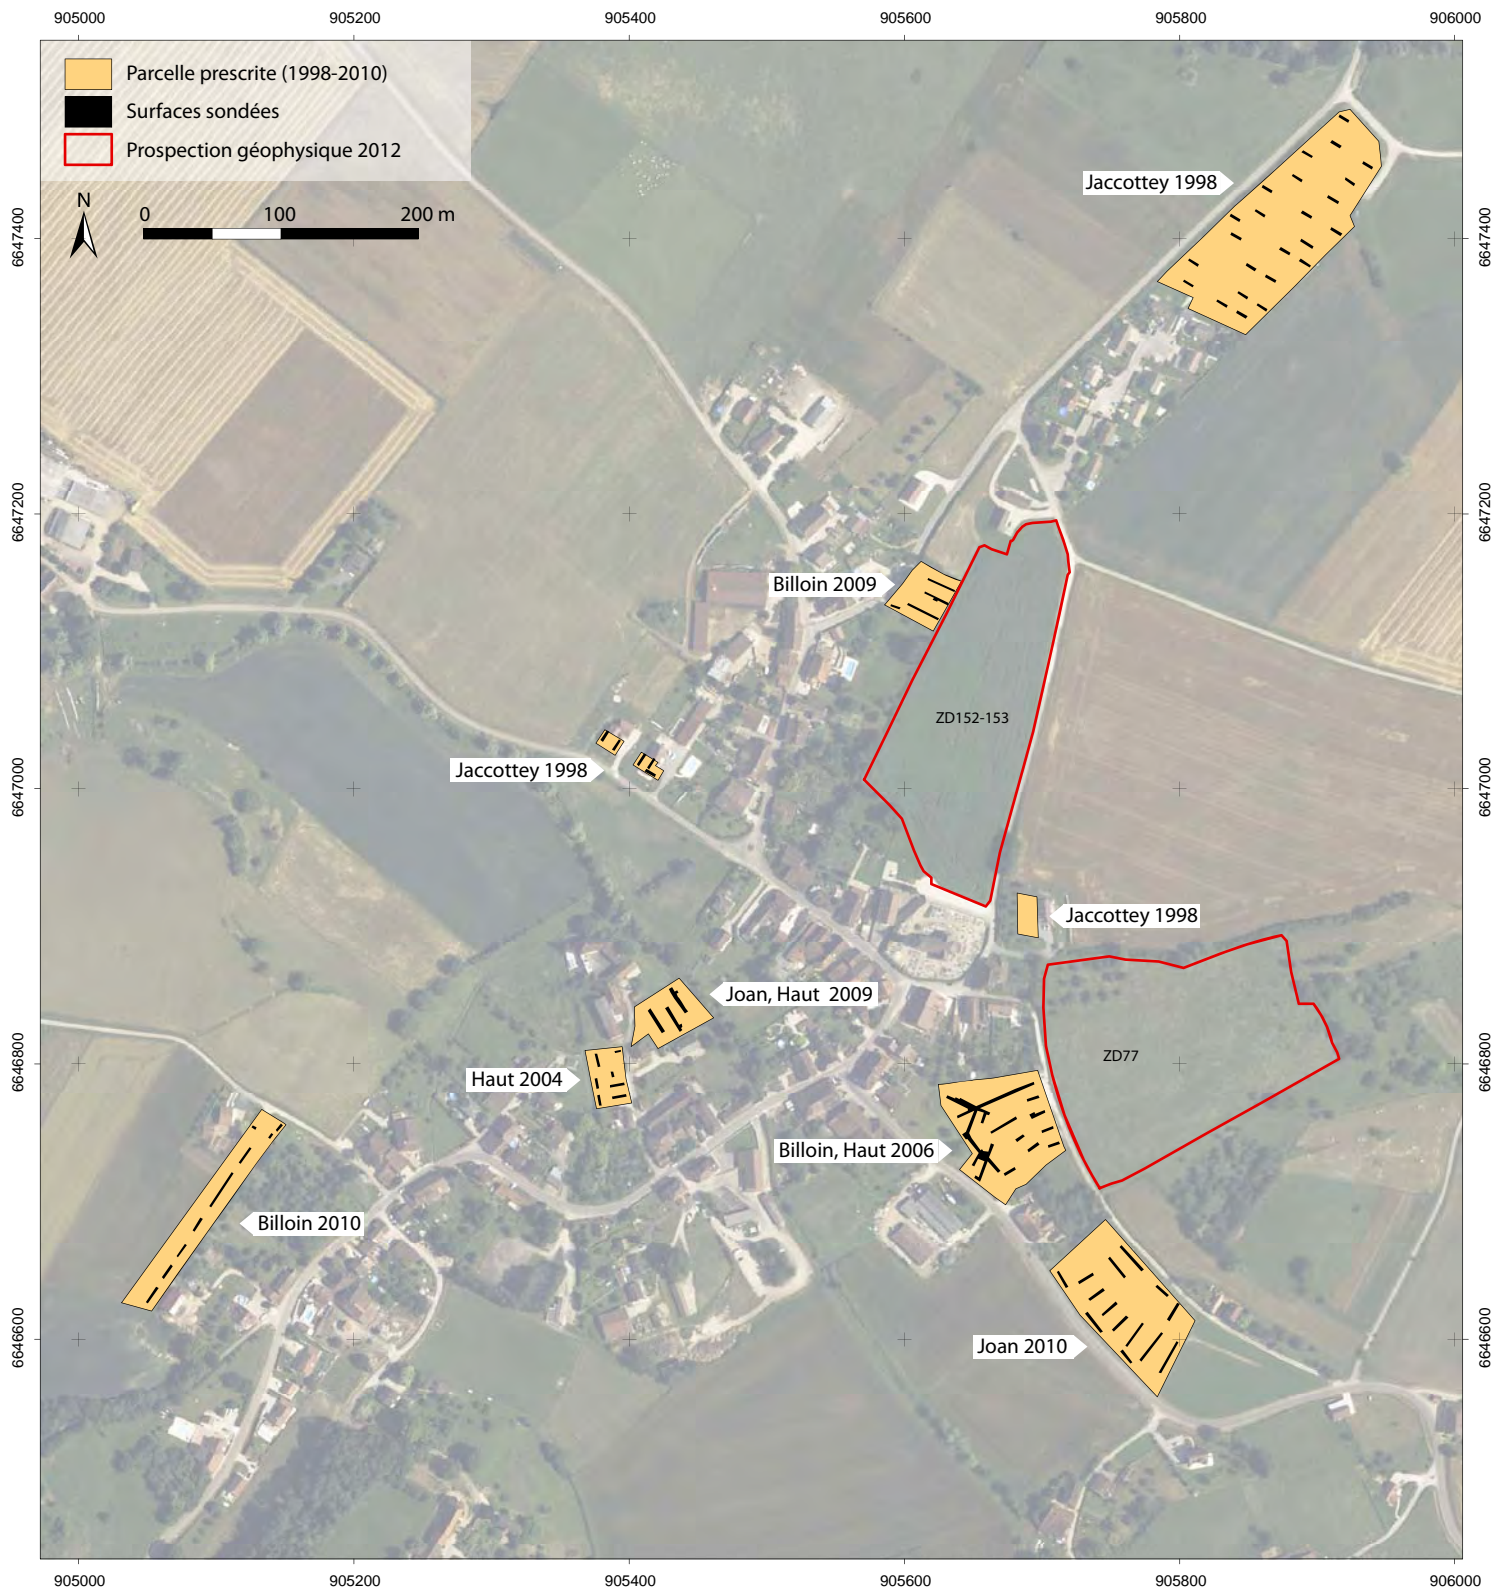 905000
905200
905400
905600
905800
906000
Parcelle prescrite (1998-2010)
Surfaces sondées
Prospection géophysique 2012
N
0 100 200 m
Jaccottey 1998
6647400
6647400
6647200
6647200
Billoin 2009
ZD152-153
Jaccottey 1998
6647000
6647000
Jaccottey 1998
Joan, Haut 2009
ZD77
6646800
6646800
Haut 2004
Billoin, Haut 2006
Billoin 2010
Joan 2010
6646600
6646600
905000
905200
905400
905600
905800
906000